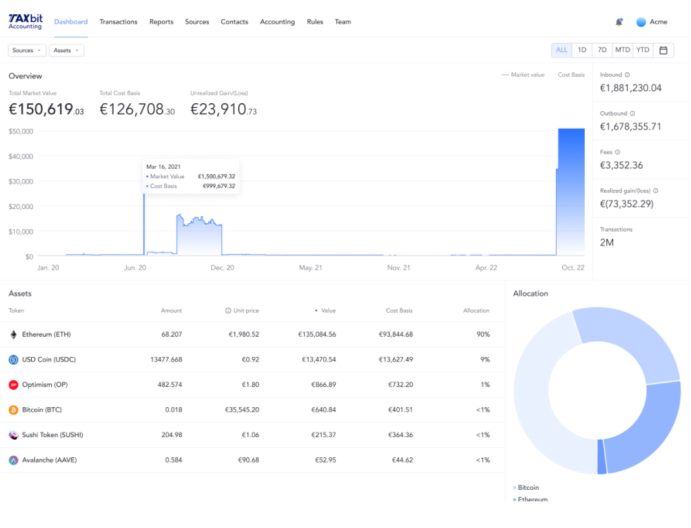 TAXbit
Accounting
Dashboard Transactions Reports Sources Contacts Accounting Rules Team Acme
Sources Assets ALL 1D 7D MTD YTD
Overview
Market value Cost Basis
Total Market Value Total Cost Basis Unrealized Gain/(Loss)
€150,619.03 €126,708.30 €23,910.73
$50,000
$40,000
$30,000
$20,000
$10,000
$0
Mar 16, 2021
Market Value €1,500,679.32
Cost Basis €999,679.32
Jan. 20 Jun. 20 Dec. 20 May. 21 Nov. 21 Apr. 22 Oct. 22
Inbound
€1,881,230.04
Outbound
€1,678,355.71
Fees
€3,352.36
Realized gain/(loss)
€(73,352.29)
Transactions
2M
Assets
Token Amount Unit price Value Cost Basis Allocation
Ethereum (ETH) 68.207 €1,980.52 €135,084.56 €93,844.68 90%
USD Coin (USDC) 13477.668 €0.92 €13,470.54 €13,627.49 9%
Optimism (OP) 482.574 €1.80 €866.89 €732.20 1%
Bitcoin (BTC) 0.018 €35,545.20 €640.84 €401.51 <1%
Sushi Token (SUSHI) 204.98 €1.06 €215.37 €364.36 <1%
Avalanche (AAVE) 0.584 €90.68 €52.95 €44.62 <1%
Allocation
Bitcoin
Ethereum